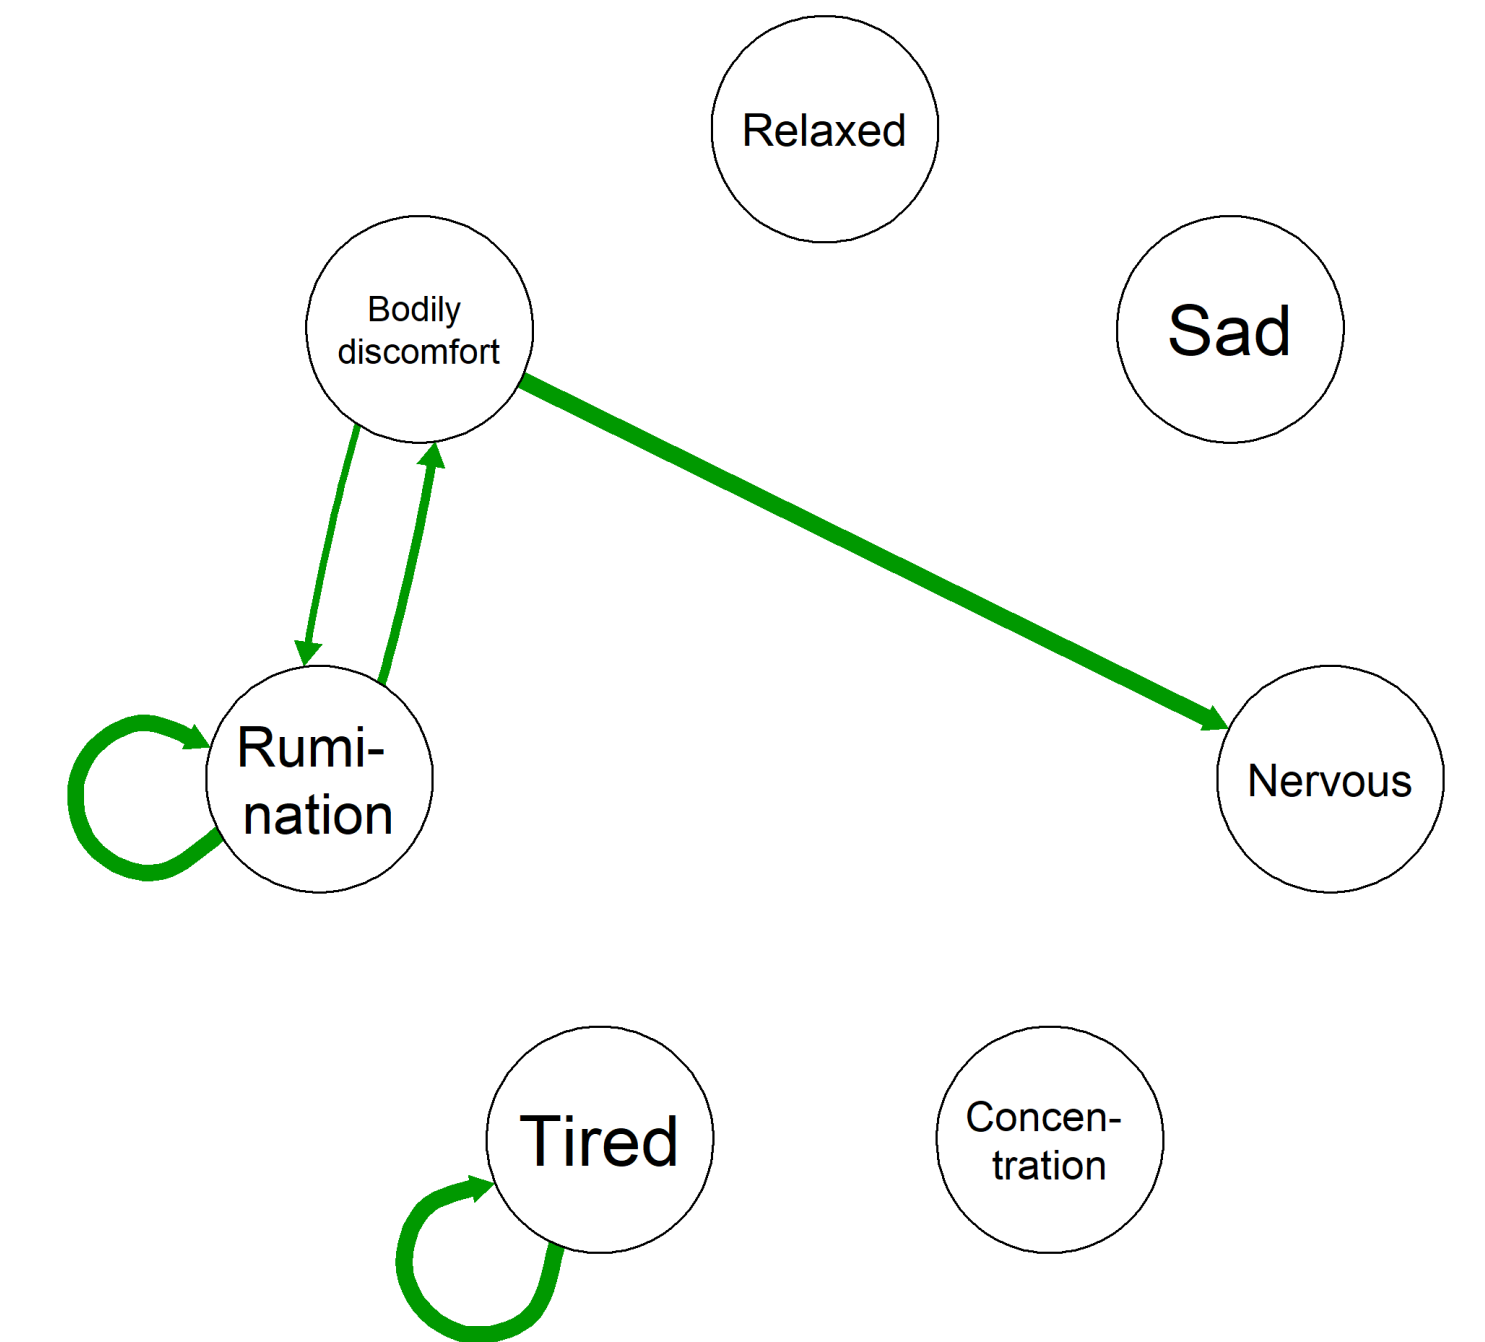 Relaxed
Bodily
discomfort
Sad
Rumi-
nation
Nervous
Tired
Concen-
tration